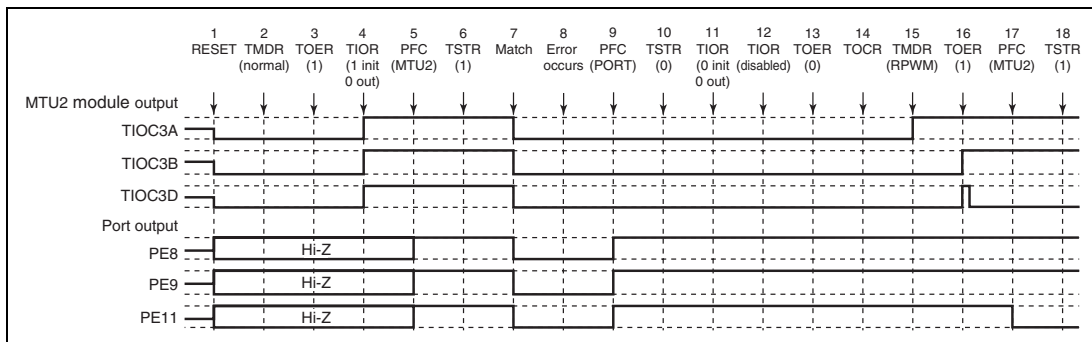 1 2 3 4 5 6 7 8 9 10 11 12 13 14 15 16 17 18
RESET TMDR TOER TIOR PFC TSTR Match Error PFC TSTR TIOR TIOR TOER TOCR TMDR TOER PFC TSTR
(normal) (1) (1 init (MTU2) (1) occurs (PORT) (0) (0 init (disabled) (0) (RPWM) (1) (MTU2) (1)
0 out) 0 out)
MTU2 module output
TIOC3A
TIOC3B
TIOC3D
Port output
PE8 Hi-Z
PE9 Hi-Z
PE11 Hi-Z